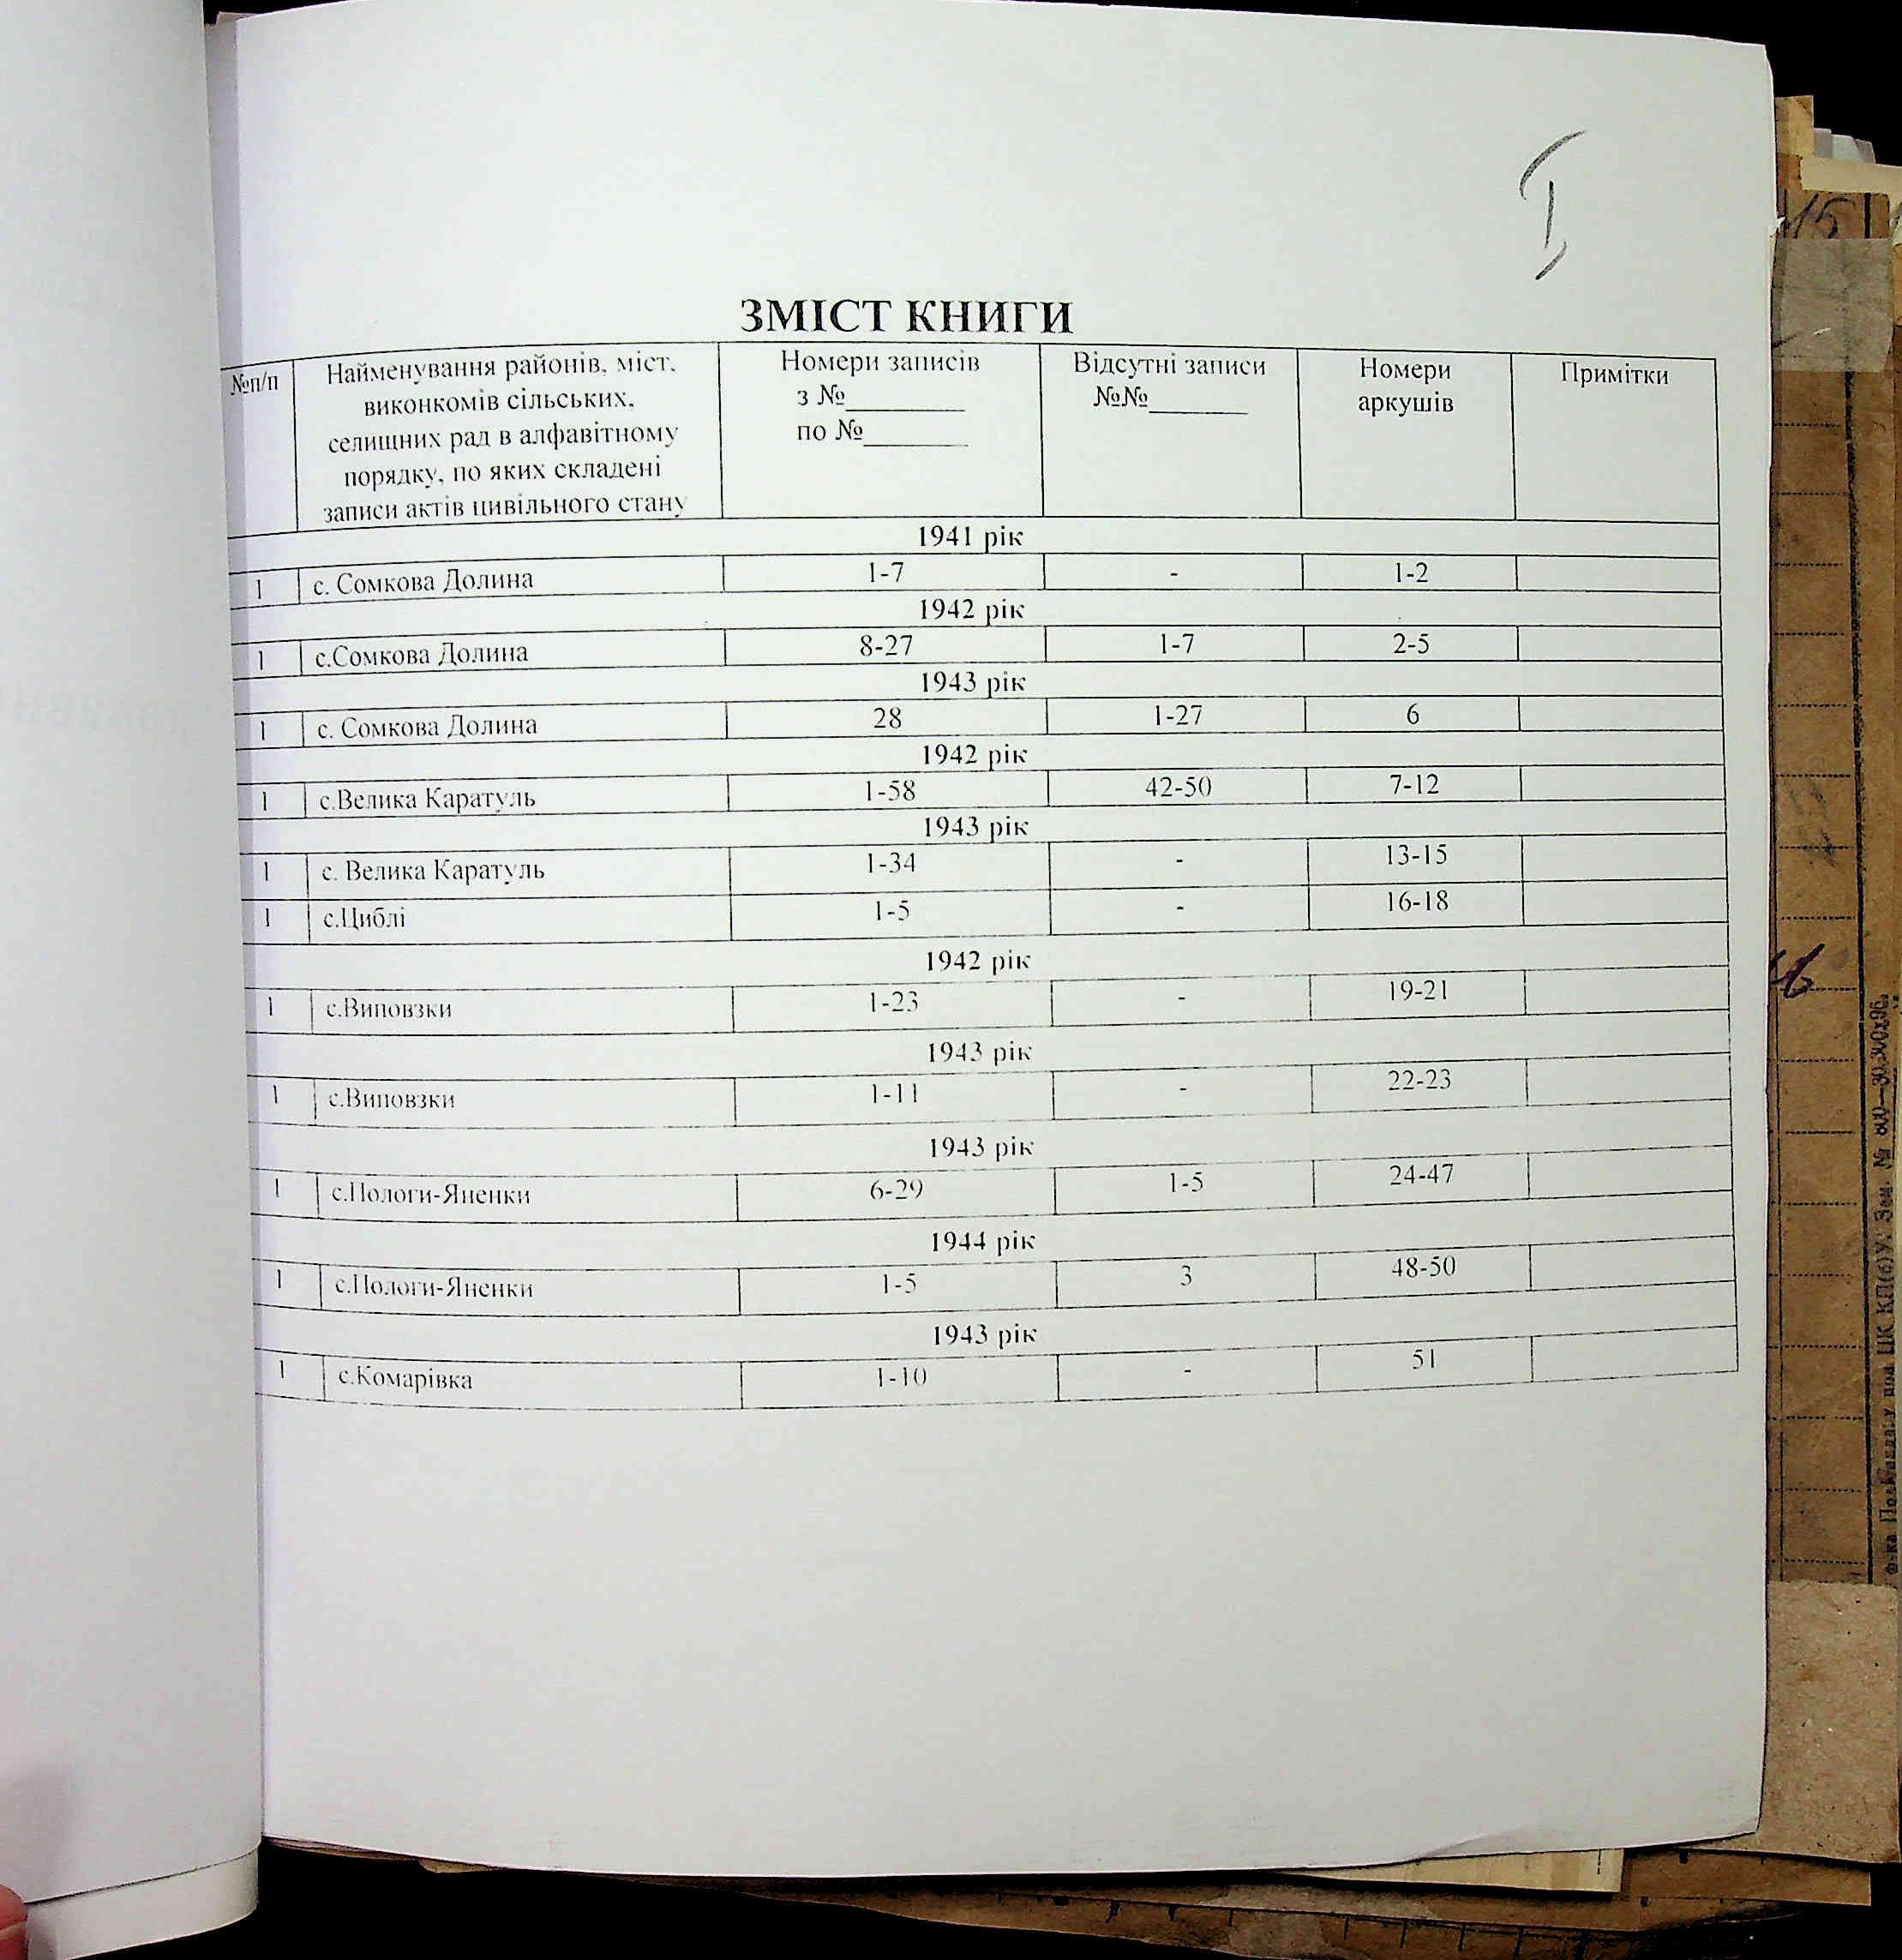 I
ЗМІСТ КНИГИ
№п/п
Найменування районів, міст,
виконкомів сільських,
селищних рад в алфавітному
порядку, по яких складені
записи актів цивільного стану
Номери записів
з №________
по №_______
Відсутні записи
№№_______
Номери
аркушів
Примітки
1941 рік
1 с. Сомкова Долина 1-7 - 1-2
1942 рік
1 с.Сомкова Долина 8-27 1-7 2-5
1943 рік
1 с. Сомкова Долина 28 1-27 6
1942 рік
1 с.Велика Каратуль 1-58 42-50 7-12
1943 рік
1 с. Велика Каратуль 1-34 - 13-15
1 с.Циблі 1-5 - 16-18
1942 рік
1 с.Виповзки 1-23 - 19-21
1943 рік
1 с.Виповзки 1-11 - 22-23
1943 рік
1 с.Пологи-Яненки 6-29 1-5 24-47
1944 рік
1 с.Пологи-Яненки 1-5 3 48-50
1943 рік
1 с.Комарівка 1-10 - 51
15